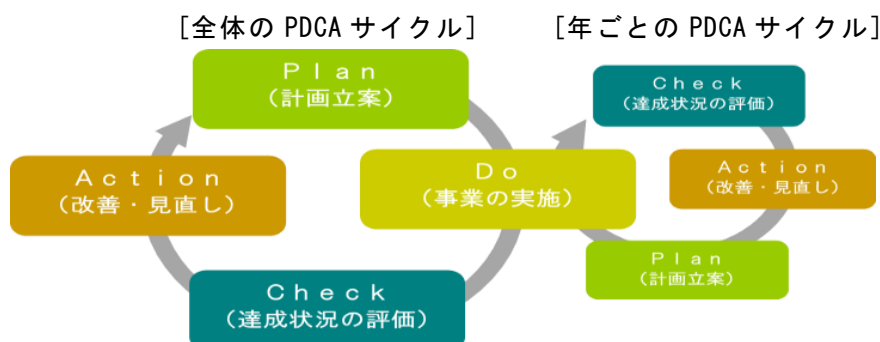 [全体の PDCA サイクル]
[年ごとの PDCA サイクル]
Ｐｌａｎ
（計画立案）
Ｃｈｅｃｋ
（達成状況の評価）
Ａｃｔｉｏｎ
（改善・見直し）
Ｄｏ
（事業の実施）
Ａｃｔｉｏｎ
（改善・見直し）
Ｐｌａｎ
（計画立案）
Ｃｈｅｃｋ
（達成状況の評価）